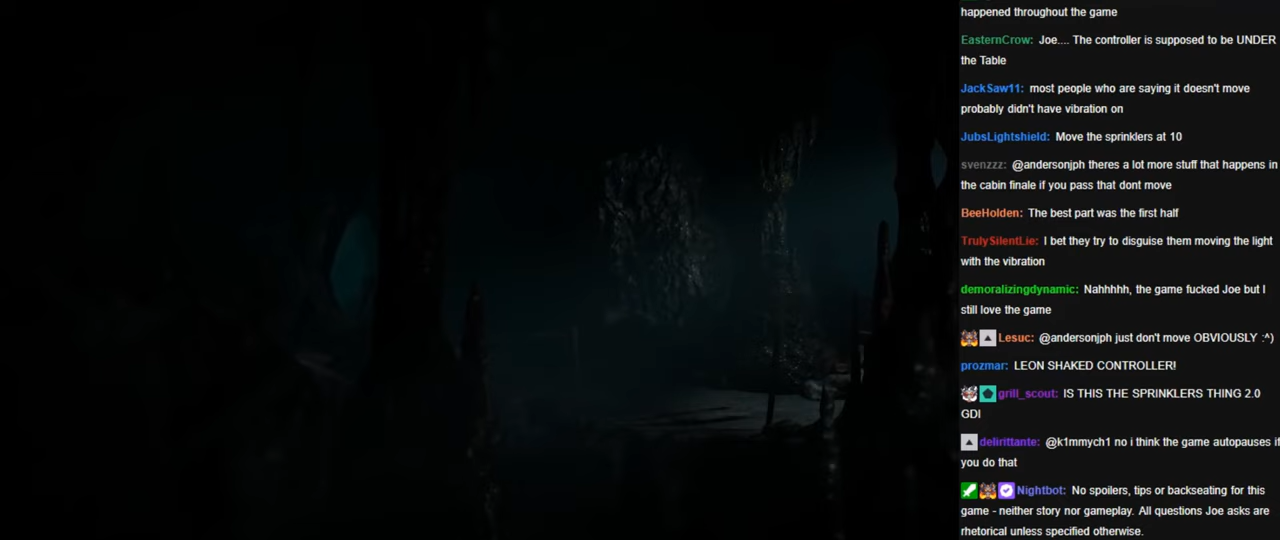 happened throughout the game
EasternCrow: Joe.... The controller is supposed to be UNDER
the Table
JackSaw11: most people who are saying it doesn't move
probably didn't have vibration on
JubsLightshield: Move the sprinklers at 10
svenzzz: @andersonjph theres a lot more stuff that happens in
the cabin finale if you pass that dont move
BeeHolden: The best part was the first half
TrulySilentLie: I bet they try to disguise them moving the light
with the vibration
demoralizingdynamic: Nahhhhh, the game fucked Joe but I
still love the game
Lesuc: @andersonjph just don't move OBVIOUSLY :^)
prozmar: LEON SHAKED CONTROLLER!
grill_scout: IS THIS THE SPRINKLERS THING 2.0
GDI
delirittante: @k1mmych1 no i think the game autopauses if
you do that
Nightbot: No spoilers, tips or backseating for this
game - neither story nor gameplay. All questions Joe asks are
rhetorical unless specified otherwise.